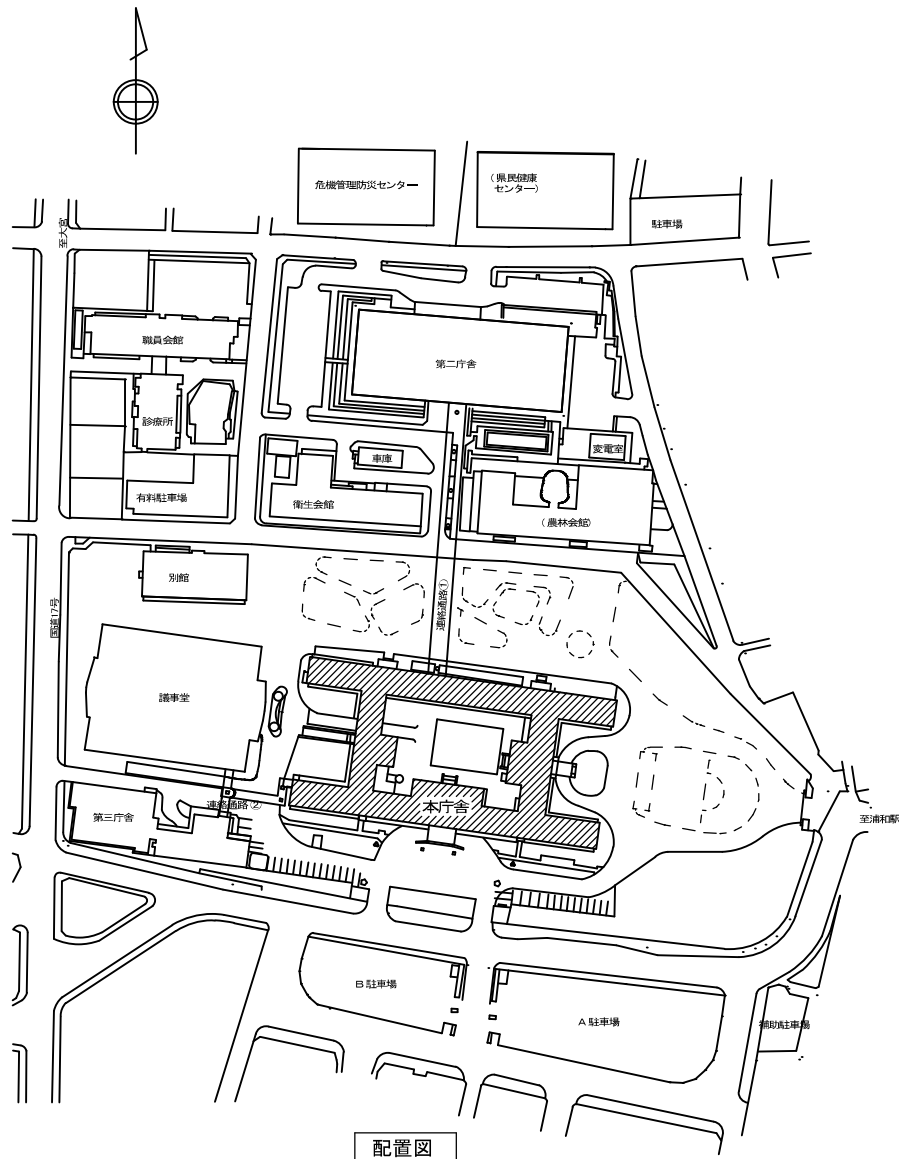 危機管理防災センター
(県民健康
センター)
駐車場
至大宮
職員会館
第二庁舎
診療所
車庫
変電室
有料駐車場
衛生会館
(農林会館)
別館
連絡通路①
国道17号
議事堂
連絡通路②
本庁舎
第三庁舎
至浦和駅
B駐車場
A駐車場
補助駐車場
配置図